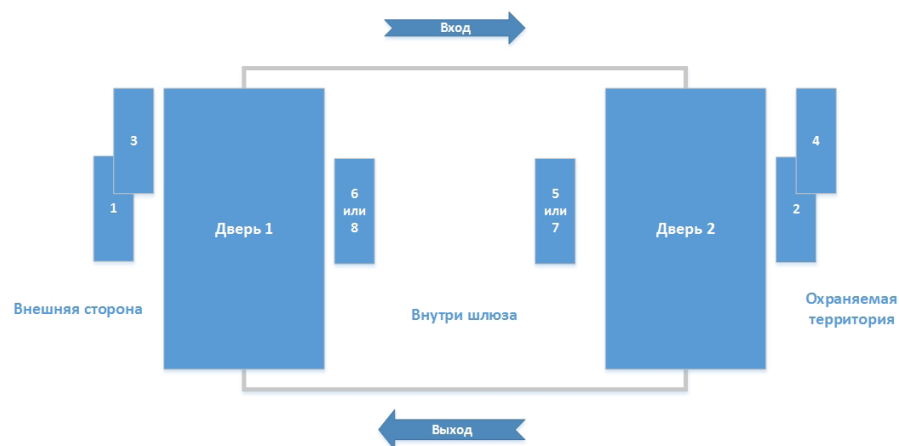 Вход
3
4
1
6
или
8
5
или
7
2
Дверь 1
Дверь 2
Внешняя сторона
Внутри шлюза
Охраняемая
территория
Выход